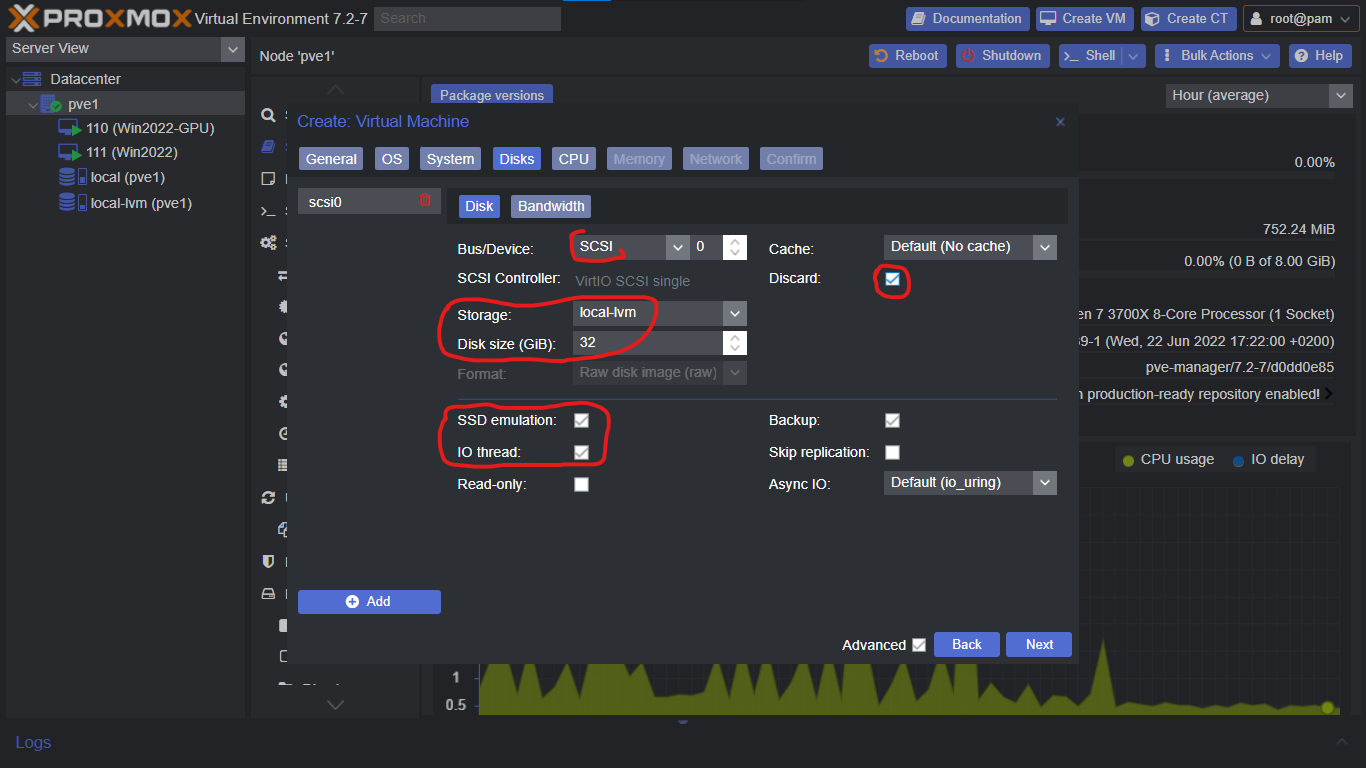 PROXMOX Virtual Environment 7.2-7 Search Documentation Create VM Create CT root@pam
Server View
Node 'pve1' Reboot Shutdown Shell Bulk Actions Help
Datacenter
pve1
110 (Win2022-GPU)
111 (Win2022)
local (pve1)
local-lvm (pve1)
Package versions Hour (average)
Create: Virtual Machine
General OS System Disks CPU Memory Network Confirm
scsi0
Disk Bandwidth
Bus/Device: SCSI 0 Cache: Default (No cache)
SCSI Controller: VirtIO SCSI single Discard:
Storage: local-lvm
Disk size (GiB): 32
Format: Raw disk image (raw)
SSD emulation: Backup:
IO thread: Skip replication:
Read-only: Async IO: Default (io_uring)
Add
Advanced Back Next
0.00%
752.24 MiB
0.00% (0 B of 8.00 GiB)
en 7 3700X 8-Core Processor (1 Socket)
59-1 (Wed, 22 Jun 2022 17:22:00 +0200)
pve-manager/7.2-7/d0dd0e85
production-ready repository enabled!
CPU usage IO delay
1
0.5
Logs